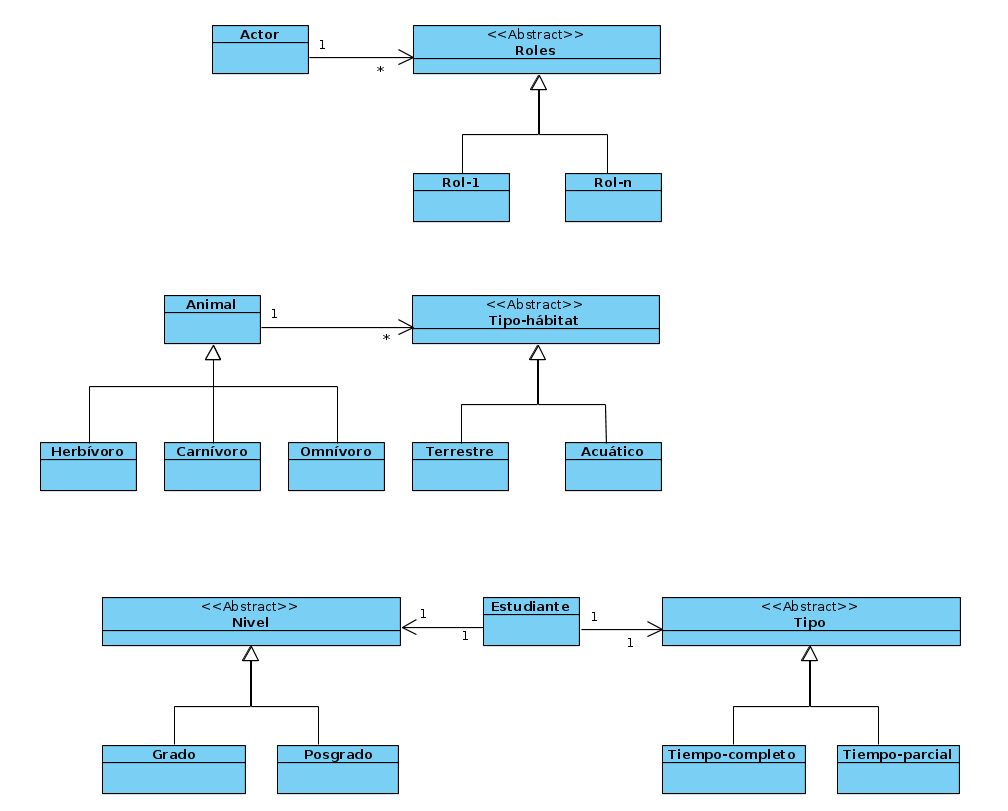 Actor
1
*
<<Abstract>>
Roles
Rol-1
Rol-n
Animal
1
*
<<Abstract>>
Tipo-hábitat
Herbívoro
Carnívoro
Omnívoro
Terrestre
Acuático
<<Abstract>>
Nivel
1
1
Estudiante
1
1
<<Abstract>>
Tipo
Grado
Posgrado
Tiempo-completo
Tiempo-parcial